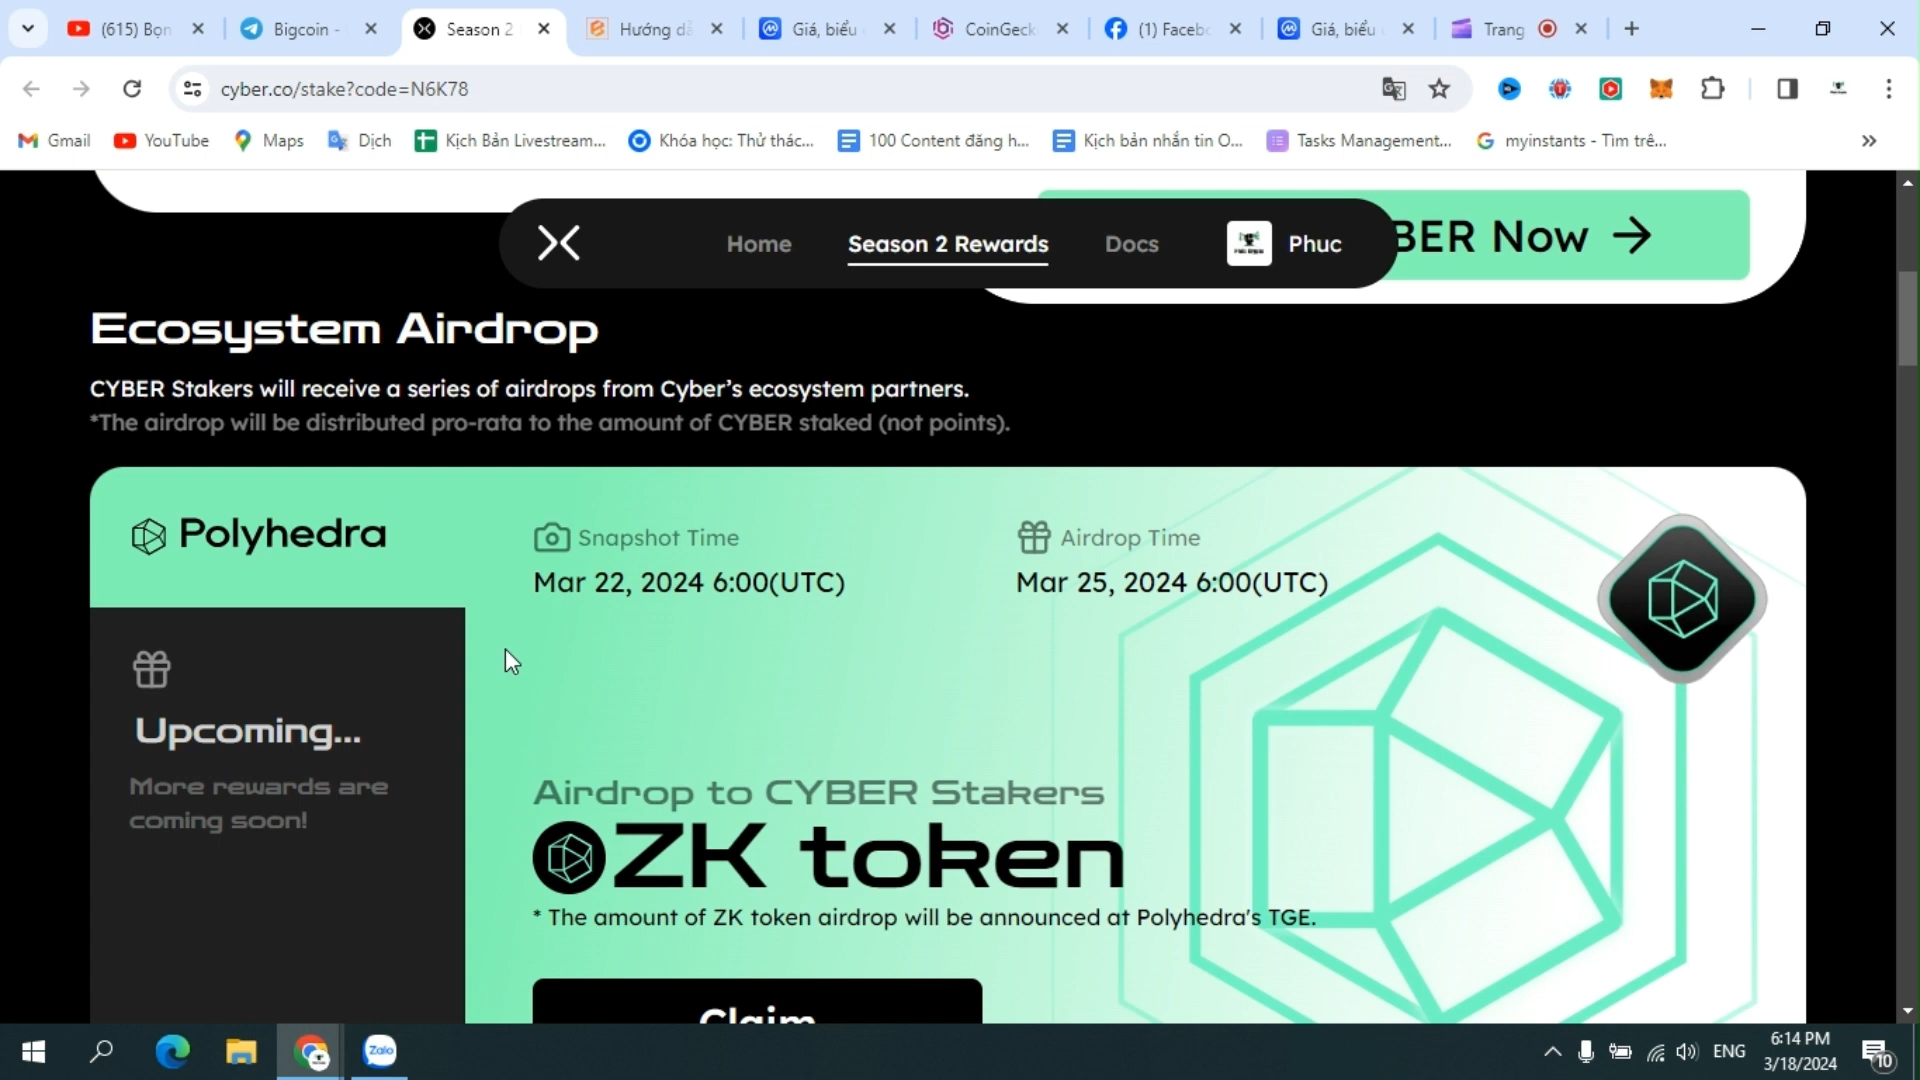 (615) Bọn
Bigcoin -
Season 2
Hướng dẫ
Giá, biểu
CoinGeck
(1) Faceb
Giá, biểu
Trang
cyber.co/stake?code=N6K78
Gmail
YouTube
Maps
Dịch
Kịch Bản Livestream...
Khóa học: Thử thác...
100 Content đăng h...
Kịch bản nhắn tin O...
Tasks Management...
myinstants - Tìm trê...
Home
Season 2 Rewards
Docs
Phuc
BER Now
Ecosystem Airdrop
CYBER Stakers will receive a series of airdrops from Cyber's ecosystem partners.
*The airdrop will be distributed pro-rata to the amount of CYBER staked (not points).
Polyhedra
Snapshot Time
Airdrop Time
Mar 22, 2024 6:00(UTC)
Mar 25, 2024 6:00(UTC)
Upcoming...
More rewards are
coming soon!
Airdrop to CYBER Stakers
ZK token
* The amount of ZK token airdrop will be announced at Polyhedra's TGE.
Claim
Zalo
ENG
6:14 PM
3/18/2024
10